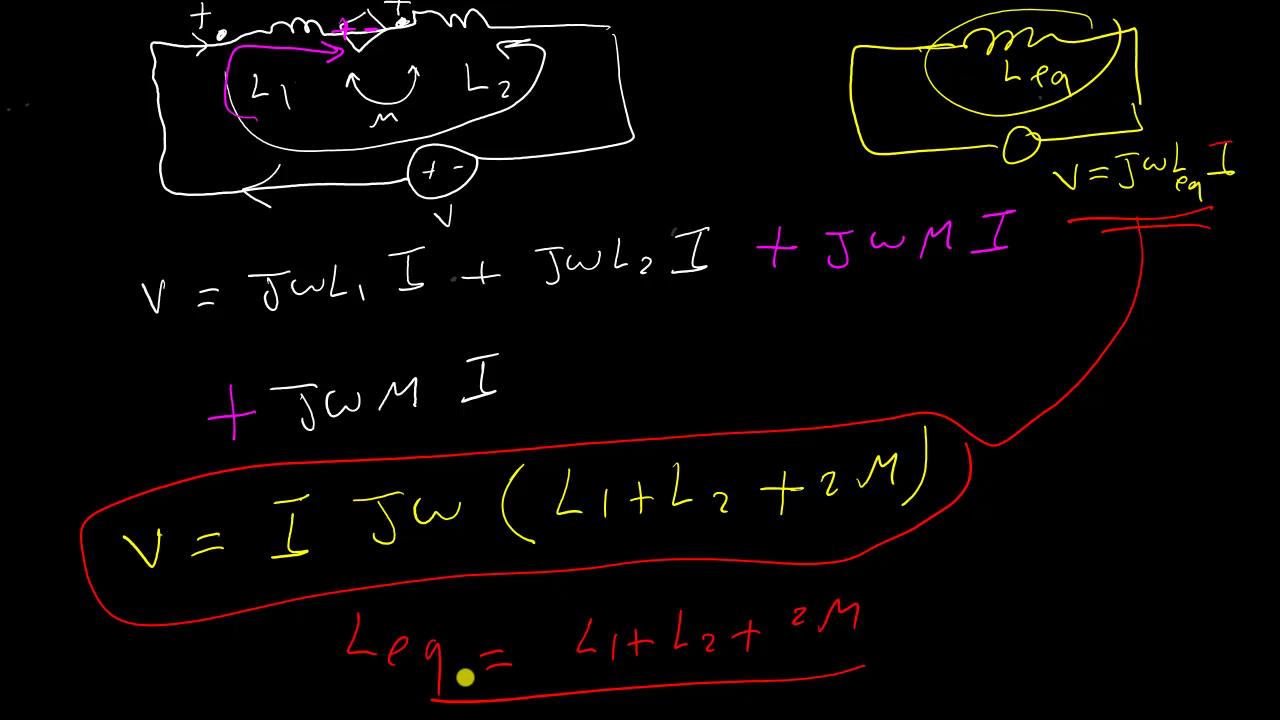 + + - +
L1 M L2
+ -
V
Leq
V = JωLeq I
V = JωL1 I + JωL2 I + JωM I
+ JωM I
V = I Jω (L1+L2+2M)
Leq = L1+L2+2M